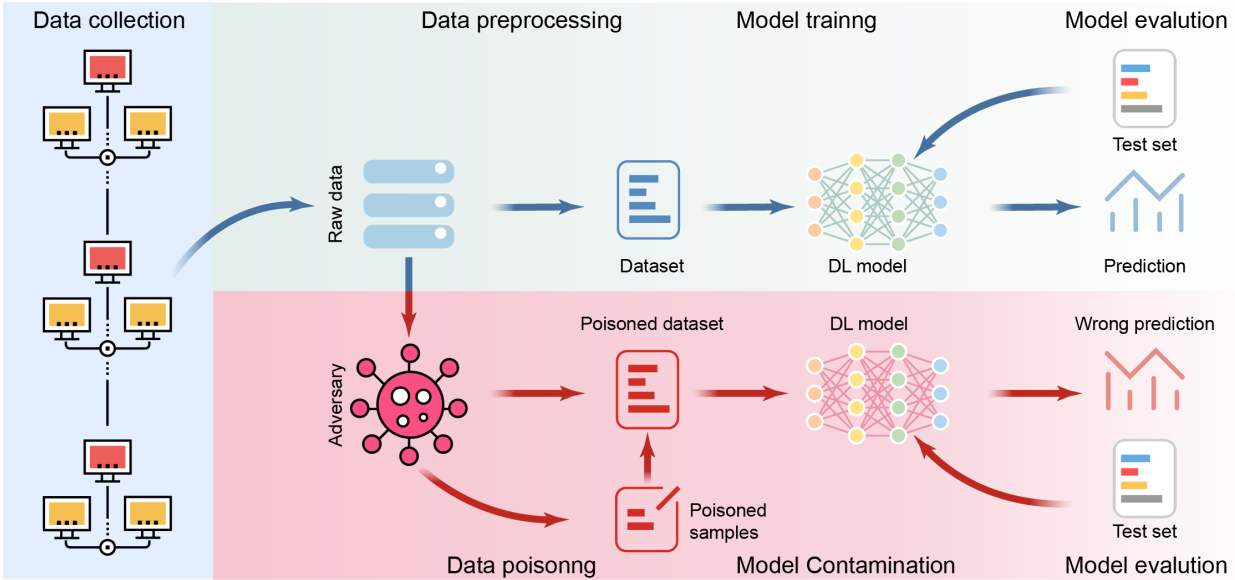 Data collection
Data preprocessing
Model trainng
Model evalution
Test set
Raw data
Dataset
DL model
Prediction
Poisoned dataset
DL model
Wrong prediction
Adversary
Poisoned
samples
Test set
Data poisonng
Model Contamination
Model evalution